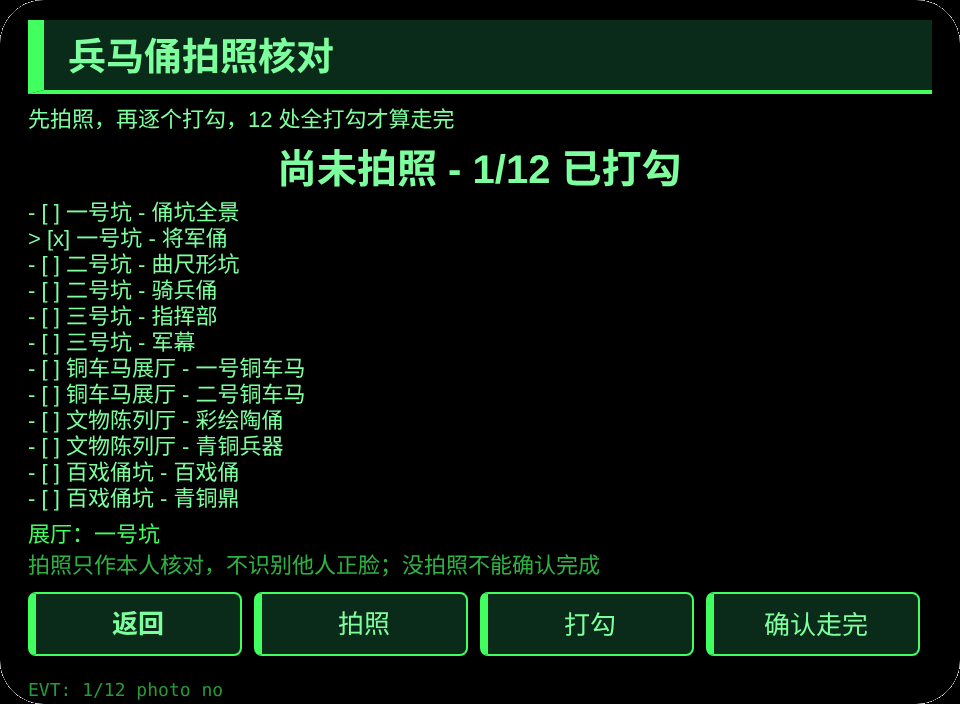 兵马俑拍照核对
先拍照，再逐个打勾，12 处全打勾才算走完
尚未拍照 - 1/12 已打勾
- [ ] 一号坑 - 俑坑全景
> [x] 一号坑 - 将军俑
- [ ] 二号坑 - 曲尺形坑
- [ ] 二号坑 - 骑兵俑
- [ ] 三号坑 - 指挥部
- [ ] 三号坑 - 军幕
- [ ] 铜车马展厅 - 一号铜车马
- [ ] 铜车马展厅 - 二号铜车马
- [ ] 文物陈列厅 - 彩绘陶俑
- [ ] 文物陈列厅 - 青铜兵器
- [ ] 百戏俑坑 - 百戏俑
- [ ] 百戏俑坑 - 青铜鼎
展厅：一号坑
拍照只作本人核对，不识别他人正脸；没拍照不能确认完成
返回
拍照
打勾
确认走完
EVT: 1/12 photo no